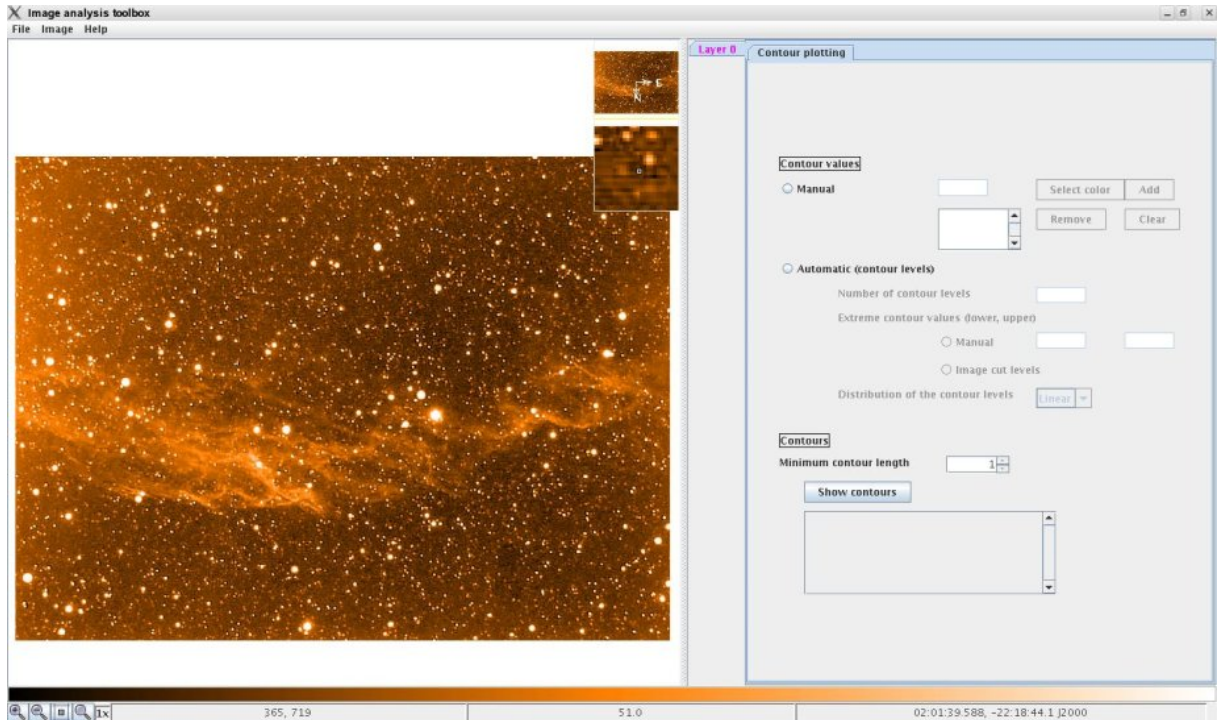 Image analysis toolbox
File Image Help
E
N
Layer 0
Contour plotting
Contour values
Manual
Select color
Add
Remove
Clear
Automatic (contour levels)
Number of contour levels
Extreme contour values (lower, upper)
Manual
Image cut levels
Distribution of the contour levels
Linear
Contours
Minimum contour length
1
Show contours
1x
365, 719
51.0
02:01:39.588, -22:18:44.1 J2000